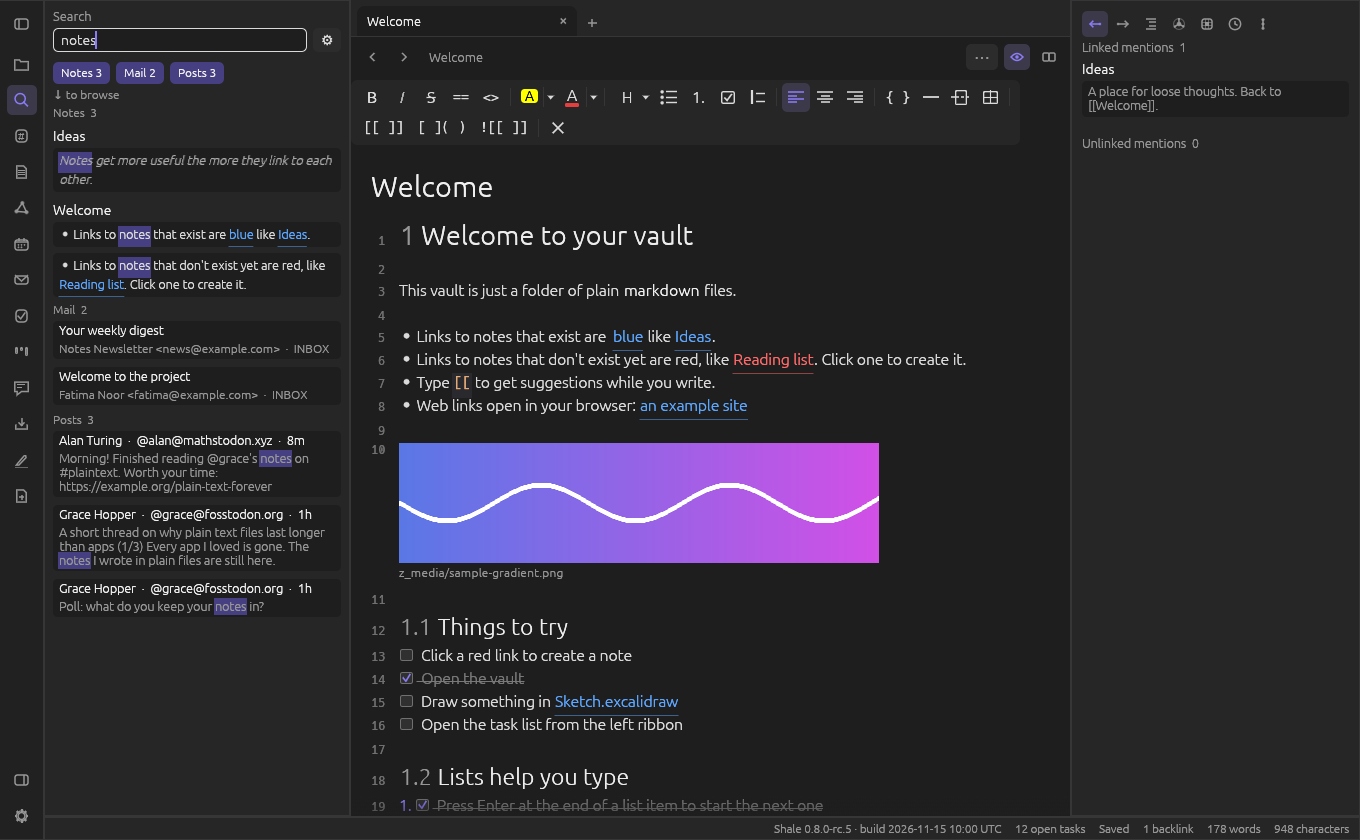 Search
notes
Notes 3 Mail 2 Posts 3
↓ to browse
Notes 3
Ideas
Notes get more useful the more they link to each
other.
Welcome
• Links to notes that exist are blue like Ideas.
• Links to notes that don't exist yet are red, like
Reading list. Click one to create it.
Mail 2
Your weekly digest
Notes Newsletter <news@example.com> · INBOX
Welcome to the project
Fatima Noor <fatima@example.com> · INBOX
Posts 3
Alan Turing · @alan@mathstodon.xyz · 8m
Morning! Finished reading @grace's notes on
#plaintext. Worth your time:
https://example.org/plain-text-forever
Grace Hopper · @grace@fosstodon.org · 1h
A short thread on why plain text files last longer
than apps (1/3) Every app I loved is gone. The
notes I wrote in plain files are still here.
Grace Hopper · @grace@fosstodon.org · 1h
Poll: what do you keep your notes in?
Welcome × +
Welcome
B I S == <> A A H 1. { }
[[ ]] [ ]( ) ![[ ]]
Welcome
1 1 Welcome to your vault
2
3 This vault is just a folder of plain markdown files.
4
5 • Links to notes that exist are blue like Ideas.
6 • Links to notes that don't exist yet are red, like Reading list. Click one to create it.
7 • Type [[ to get suggestions while you write.
8 • Web links open in your browser: an example site
9
10
z_media/sample-gradient.png
11
12 1.1 Things to try
13 Click a red link to create a note
14 Open the vault
15 Draw something in Sketch.excalidraw
16 Open the task list from the left ribbon
17
18 1.2 Lists help you type
19 1. Press Enter at the end of a list item to start the next one
Linked mentions 1
Ideas
A place for loose thoughts. Back to
[[Welcome]].
Unlinked mentions 0
Shale 0.8.0-rc.5 · build 2026-11-15 10:00 UTC 12 open tasks Saved 1 backlink 178 words 948 characters